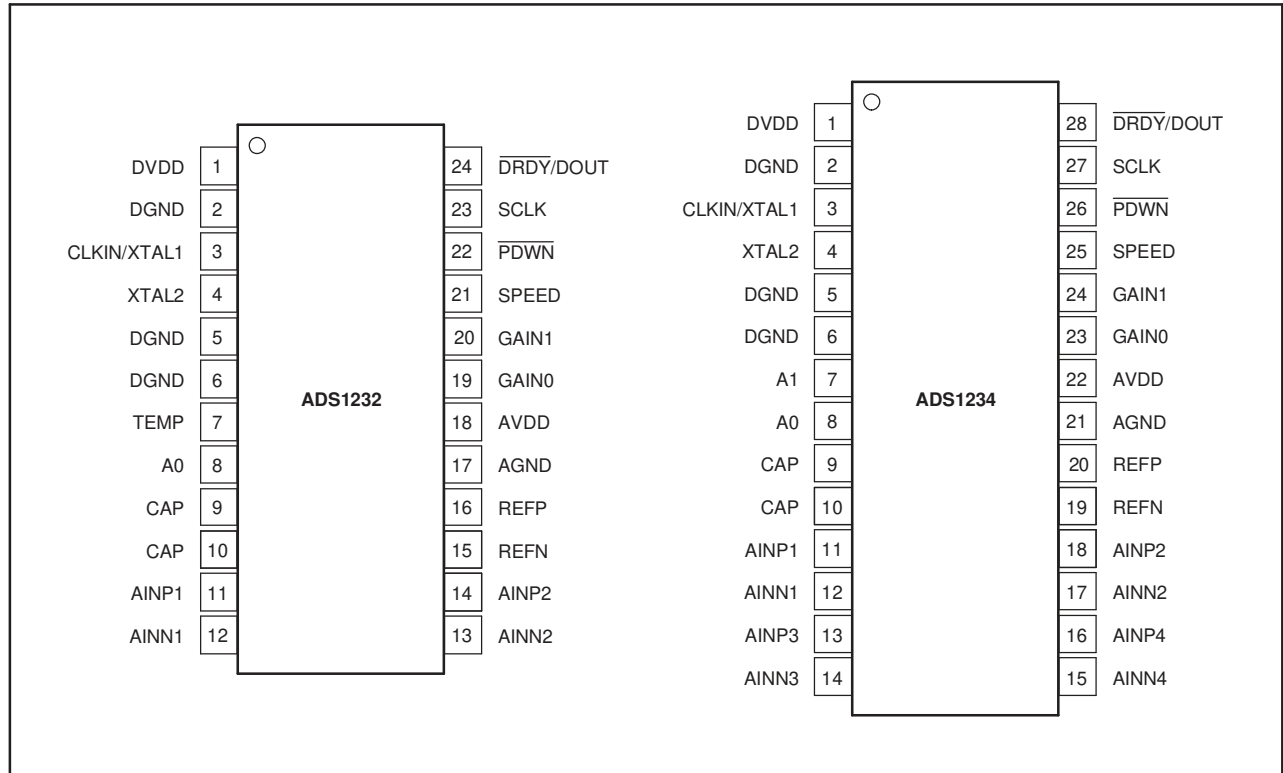 DVDD 1
DGND 2
CLKIN/XTAL1 3
XTAL2 4
DGND 5
DGND 6
TEMP 7
A0 8
CAP 9
CAP 10
AINP1 11
AINN1 12
ADS1232
24 DRDY/DOUT
23 SCLK
22 PDWN
21 SPEED
20 GAIN1
19 GAIN0
18 AVDD
17 AGND
16 REFP
15 REFN
14 AINP2
13 AINN2
DVDD 1
DGND 2
CLKIN/XTAL1 3
XTAL2 4
DGND 5
DGND 6
A1 7
A0 8
CAP 9
CAP 10
AINP1 11
AINN1 12
AINP3 13
AINN3 14
ADS1234
28 DRDY/DOUT
27 SCLK
26 PDWN
25 SPEED
24 GAIN1
23 GAIN0
22 AVDD
21 AGND
20 REFP
19 REFN
18 AINP2
17 AINN2
16 AINP4
15 AINN4